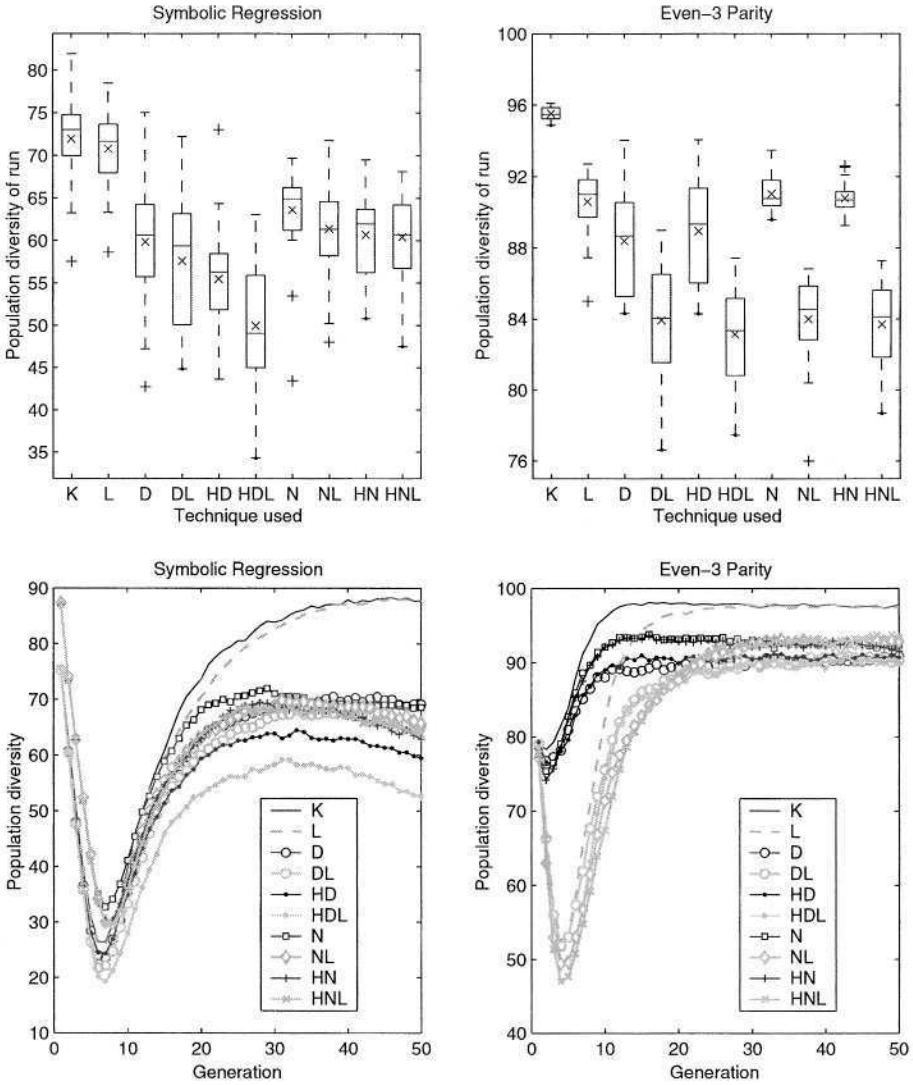 Symbolic Regression
Population diversity of run
80
75
70
65
60
55
50
45
40
35
K L D DL HD HDL N NL HN HNL
Technique used
Even-3 Parity
Population diversity of run
100
96
92
88
84
80
76
K L D DL HD HDL N NL HN HNL
Technique used
Symbolic Regression
Population diversity
90
80
70
60
50
40
30
20
10
0 10 20 30 40 50
Generation
K
L
D
DL
HD
HDL
N
NL
HN
HNL
Even-3 Parity
Population diversity
100
90
80
70
60
50
40
0 10 20 30 40 50
Generation
K
L
D
DL
HD
HDL
N
NL
HN
HNL